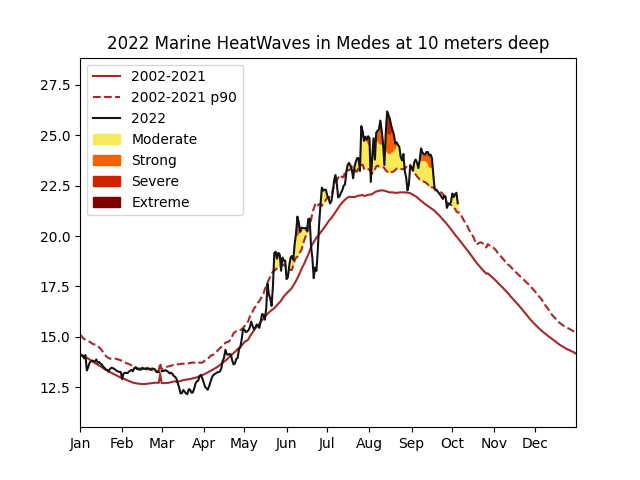 2022 Marine HeatWaves in Medes at 10 meters deep
2002-2021
2002-2021 p90
2022
Moderate
Strong
Severe
Extreme
27.5
25.0
22.5
20.0
17.5
15.0
12.5
Jan Feb Mar Apr May Jun Jul Aug Sep Oct Nov Dec